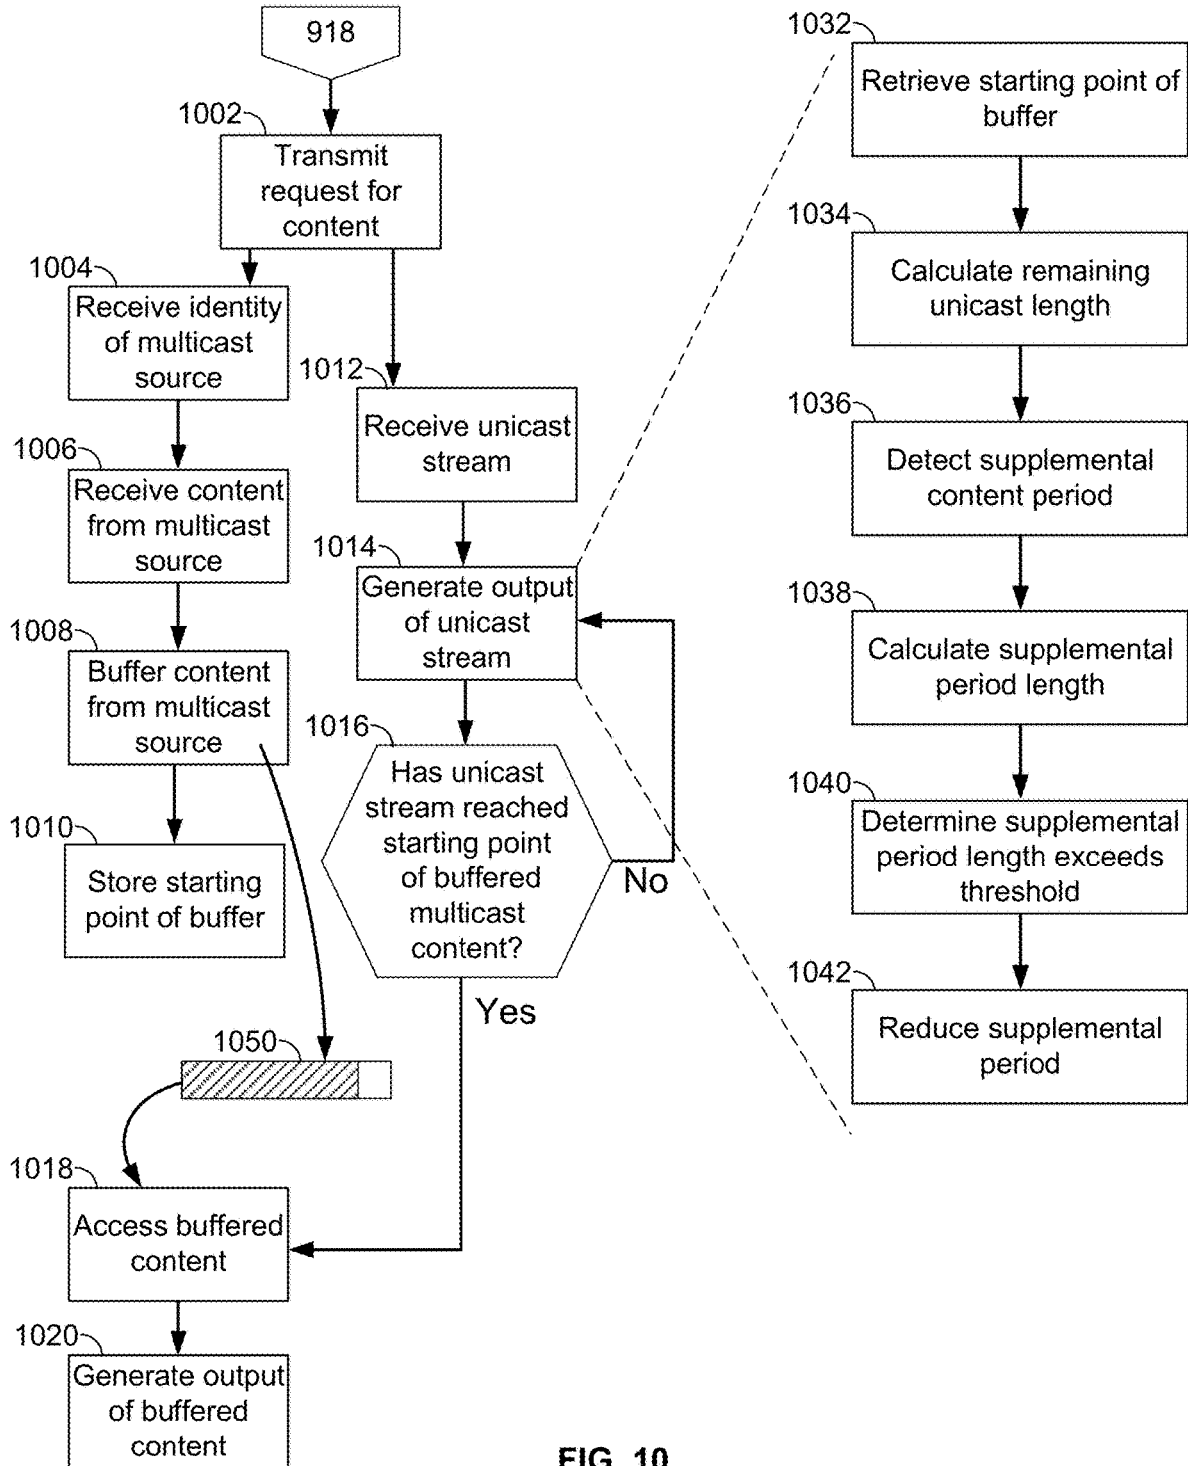 918
1002
Transmit
request for
content
1004
Receive identity
of multicast
source
1006
Receive content
from multicast
source
1008
Buffer content
from multicast
source
1010
Store starting
point of buffer
1012
Receive unicast
stream
1014
Generate output
of unicast
stream
1016
Has unicast
stream reached
starting point
of buffered
multicast
content?
No
Yes
1050
1018
Access buffered
content
1020
Generate output
of buffered
content
1032
Retrieve starting point of
buffer
1034
Calculate remaining
unicast length
1036
Detect supplemental
content period
1038
Calculate supplemental
period length
1040
Determine supplemental
period length exceeds
threshold
1042
Reduce supplemental
period
FIG. 10